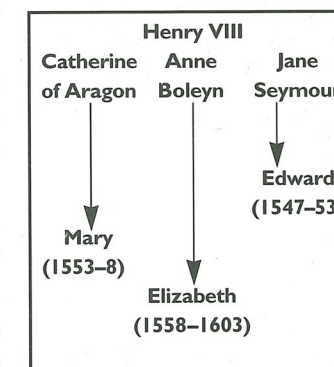 Henry VIII
Catherine Anne Jane
of Aragon Boleyn Seymour
Edward
(1547–53
Mary
(1553–8)
Elizabeth
(1558–1603)